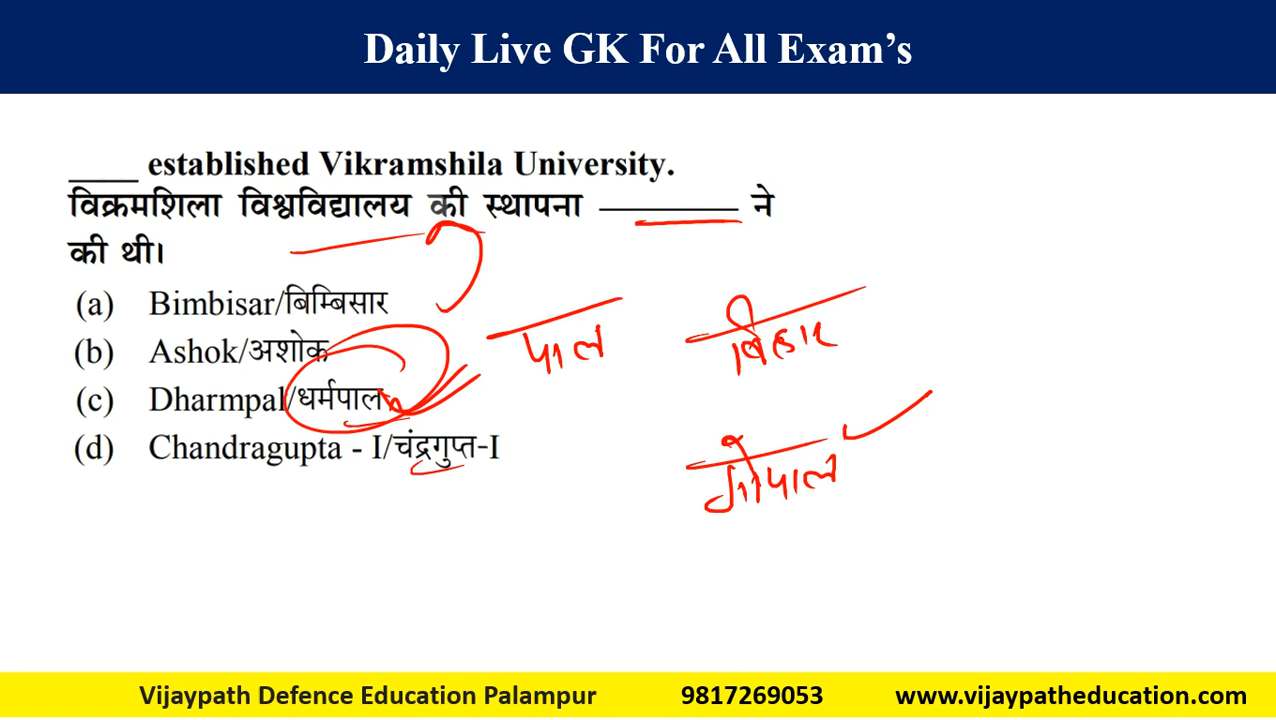 Daily Live GK For All Exam’s
____ established Vikramshila University.
विक्रमशिला विश्वविद्यालय की स्थापना ———— ने
की थी।
(a) Bimbisar/बिम्बिसार
(b) Ashok/अशोक
(c) Dharmpal/धर्मपाल
(d) Chandragupta - I/चंद्रगुप्त-I
पाल
बिहार
गोपाल
Vijaypath Defence Education Palampur 9817269053 www.vijaypatheducation.com